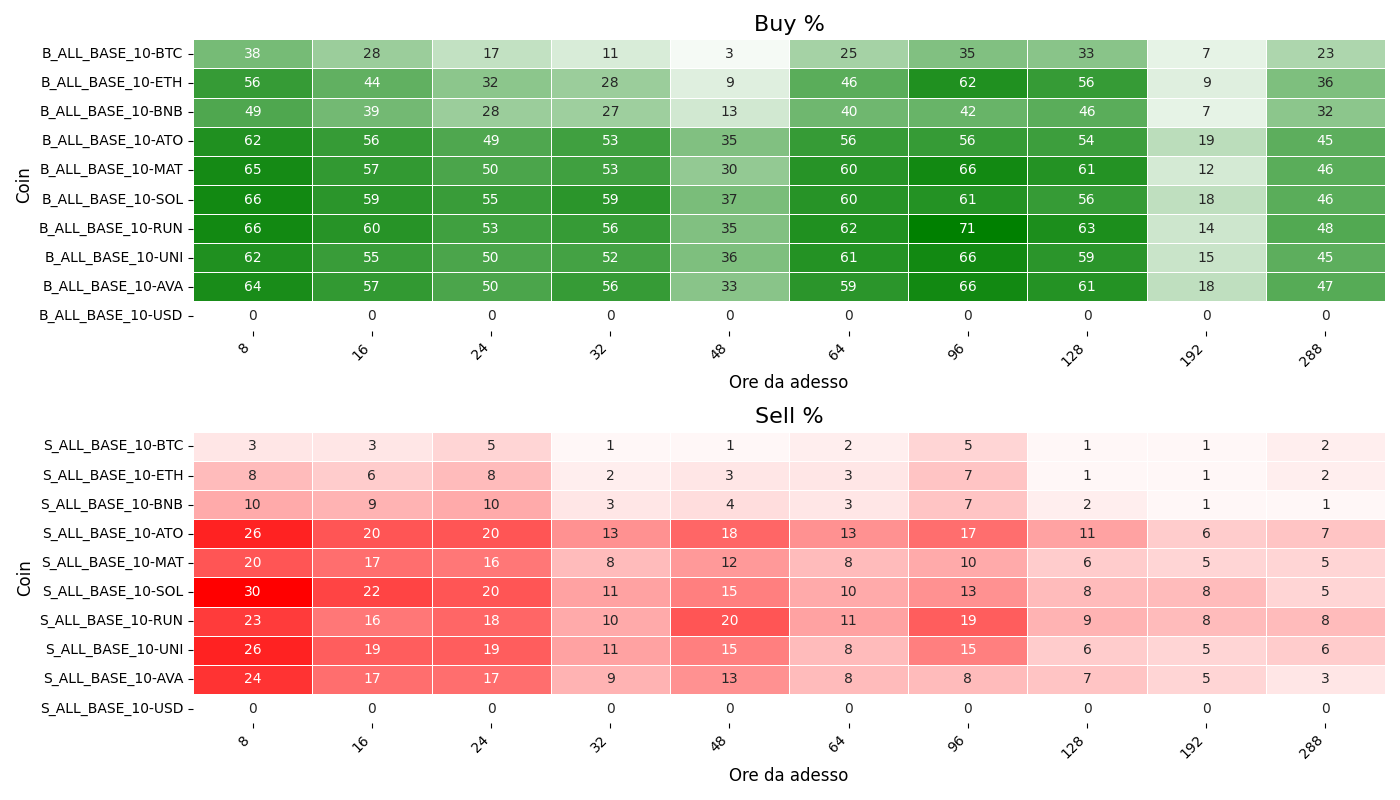 Buy %
Coin
B_ALL_BASE_10-BTC 38 28 17 11 3 25 35 33 7 23
B_ALL_BASE_10-ETH 56 44 32 28 9 46 62 56 9 36
B_ALL_BASE_10-BNB 49 39 28 27 13 40 42 46 7 32
B_ALL_BASE_10-ATO 62 56 49 53 35 56 56 54 19 45
B_ALL_BASE_10-MAT 65 57 50 53 30 60 66 61 12 46
B_ALL_BASE_10-SOL 66 59 55 59 37 60 61 56 18 46
B_ALL_BASE_10-RUN 66 60 53 56 35 62 71 63 14 48
B_ALL_BASE_10-UNI 62 55 50 52 36 61 66 59 15 45
B_ALL_BASE_10-AVA 64 57 50 56 33 59 66 61 18 47
B_ALL_BASE_10-USD 0 0 0 0 0 0 0 0 0 0
8 16 24 32 48 64 96 128 192 288
Ore da adesso
Sell %
Coin
S_ALL_BASE_10-BTC 3 3 5 1 1 2 5 1 1 2
S_ALL_BASE_10-ETH 8 6 8 2 3 3 7 1 1 2
S_ALL_BASE_10-BNB 10 9 10 3 4 3 7 2 1 1
S_ALL_BASE_10-ATO 26 20 20 13 18 13 17 11 6 7
S_ALL_BASE_10-MAT 20 17 16 8 12 8 10 6 5 5
S_ALL_BASE_10-SOL 30 22 20 11 15 10 13 8 8 5
S_ALL_BASE_10-RUN 23 16 18 10 20 11 19 9 8 8
S_ALL_BASE_10-UNI 26 19 19 11 15 8 15 6 5 6
S_ALL_BASE_10-AVA 24 17 17 9 13 8 8 7 5 3
S_ALL_BASE_10-USD 0 0 0 0 0 0 0 0 0 0
8 16 24 32 48 64 96 128 192 288
Ore da adesso